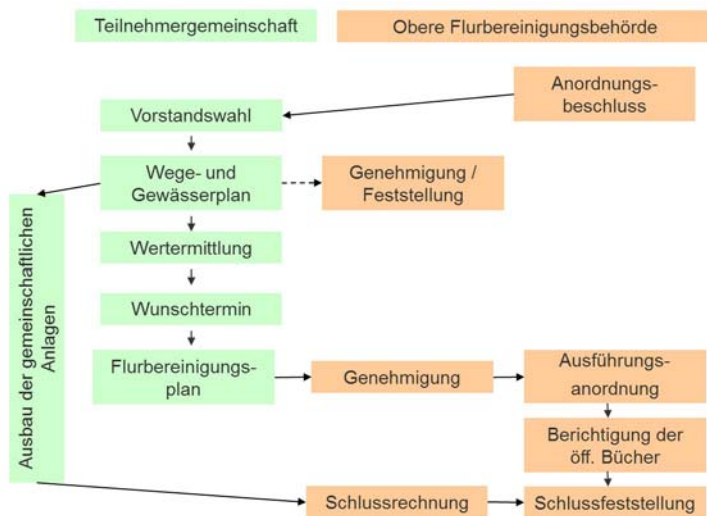 Teilnehmergemeinschaft
Obere Flurbereinigungsbehörde
Anordnungs-
beschluss
Vorstandswahl
Wege- und
Gewässerplan
Genehmigung /
Feststellung
Ausbau der gemeinschaftlichen
Anlagen
Wertermittlung
Wunschtermin
Flurbereinigungs-
plan
Genehmigung
Ausführungs-
anordnung
Berichtigung der
öff. Bücher
Schlussrechnung
Schlussfeststellung